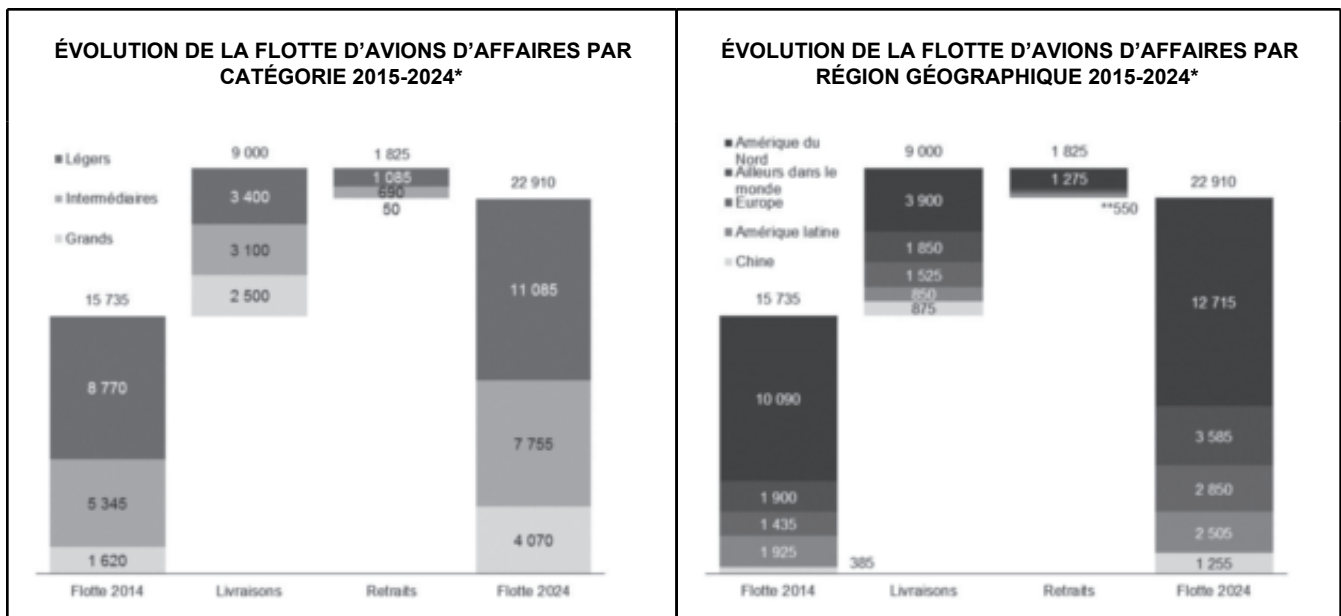 ÉVOLUTION DE LA FLOTTE D’AVIONS D’AFFAIRES PAR
CATÉGORIE 2015-2024*
Légers
Intermédiaires
Grands
9 000
1 825
22 910
15 735
3 400
3 100
2 500
1 085
690
50
11 085
7 755
4 070
8 770
5 345
1 620
Flotte 2014
Livraisons
Retraits
Flotte 2024
ÉVOLUTION DE LA FLOTTE D’AVIONS D’AFFAIRES PAR
RÉGION GÉOGRAPHIQUE 2015-2024*
Amérique du
Nord
Ailleurs dans le
monde
Europe
Amérique latine
Chine
9 000
1 825
22 910
15 735
3 900
1 850
1 525
850
875
1 275
**550
12 715
3 585
2 850
2 505
1 255
10 090
1 900
1 435
1 925
385
Flotte 2014
Livraisons
Retraits
Flotte 2024